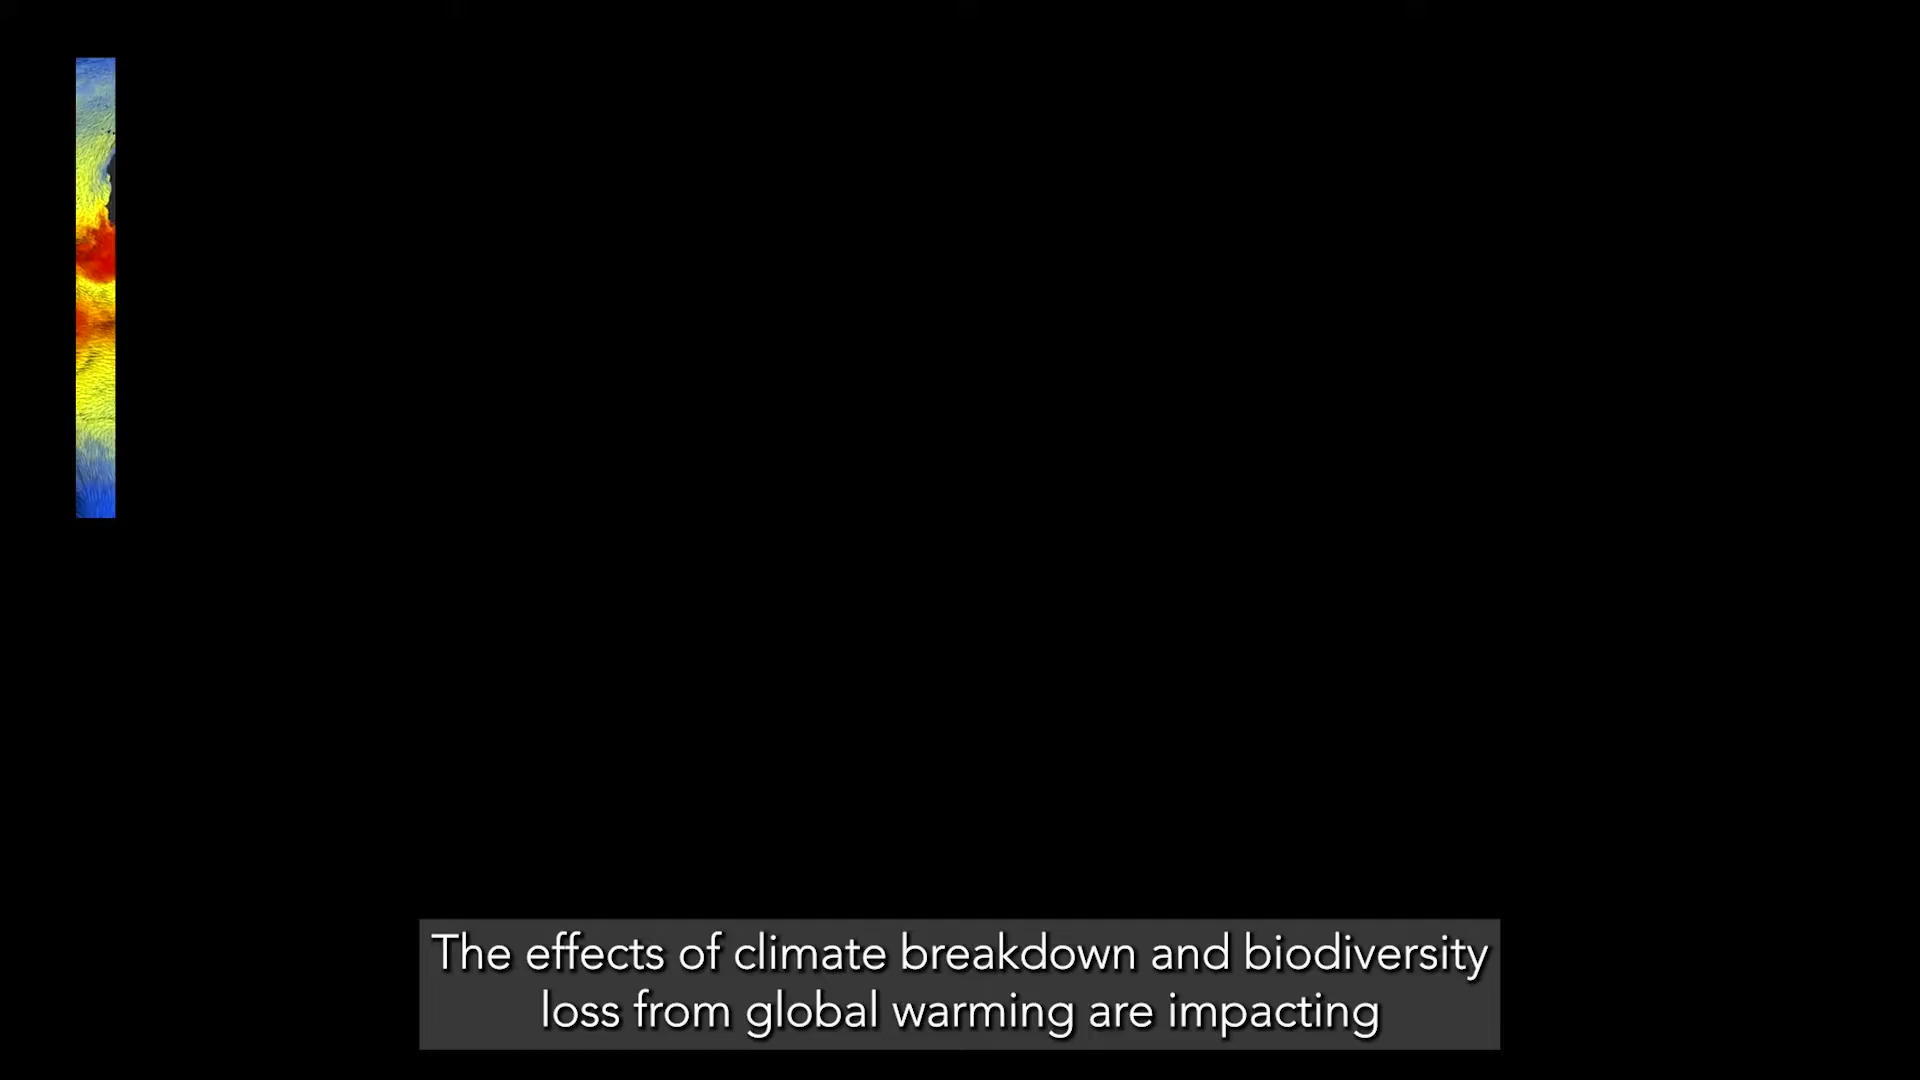 The effects of climate breakdown and biodiversity
loss from global warming are impacting